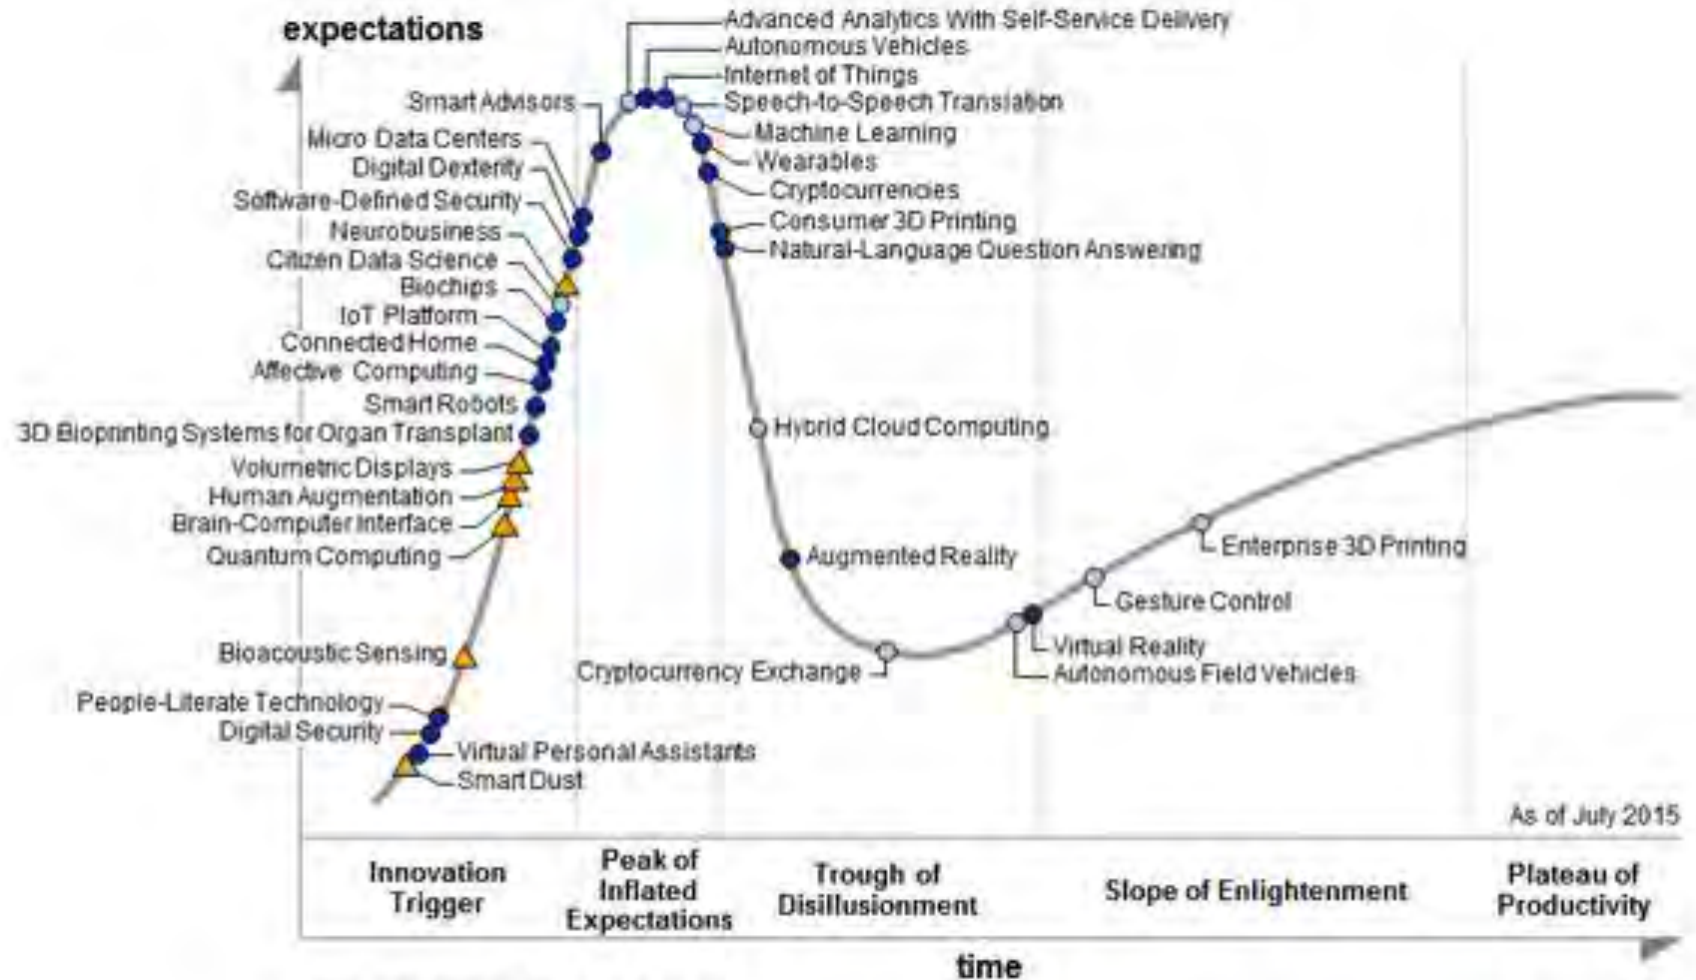 expectations
Advanced Analytics With Self-Service Delivery
Autonomous Vehicles
Internet of Things
Speech-to-Speech Translation
Machine Learning
Wearables
Cryptocurrencies
Consumer 3D Printing
Natural-Language Question Answering
Smart Advisors
Micro Data Centers
Digital Dexterity
Software-Defined Security
Neurobusiness
Citizen Data Science
Biochips
IoT Platform
Connected Home
Affective Computing
Smart Robots
3D Bioprinting Systems for Organ Transplant
Volumetric Displays
Human Augmentation
Brain-Computer Interface
Quantum Computing
Bioacoustic Sensing
People-Literate Technology
Digital Security
Virtual Personal Assistants
Smart Dust
Hybrid Cloud Computing
Augmented Reality
Cryptocurrency Exchange
Enterprise 3D Printing
Gesture Control
Virtual Reality
Autonomous Field Vehicles
As of July 2015
Innovation
Trigger
Peak of
Inflated
Expectations
Trough of
Disillusionment
Slope of Enlightenment
Plateau of
Productivity
time